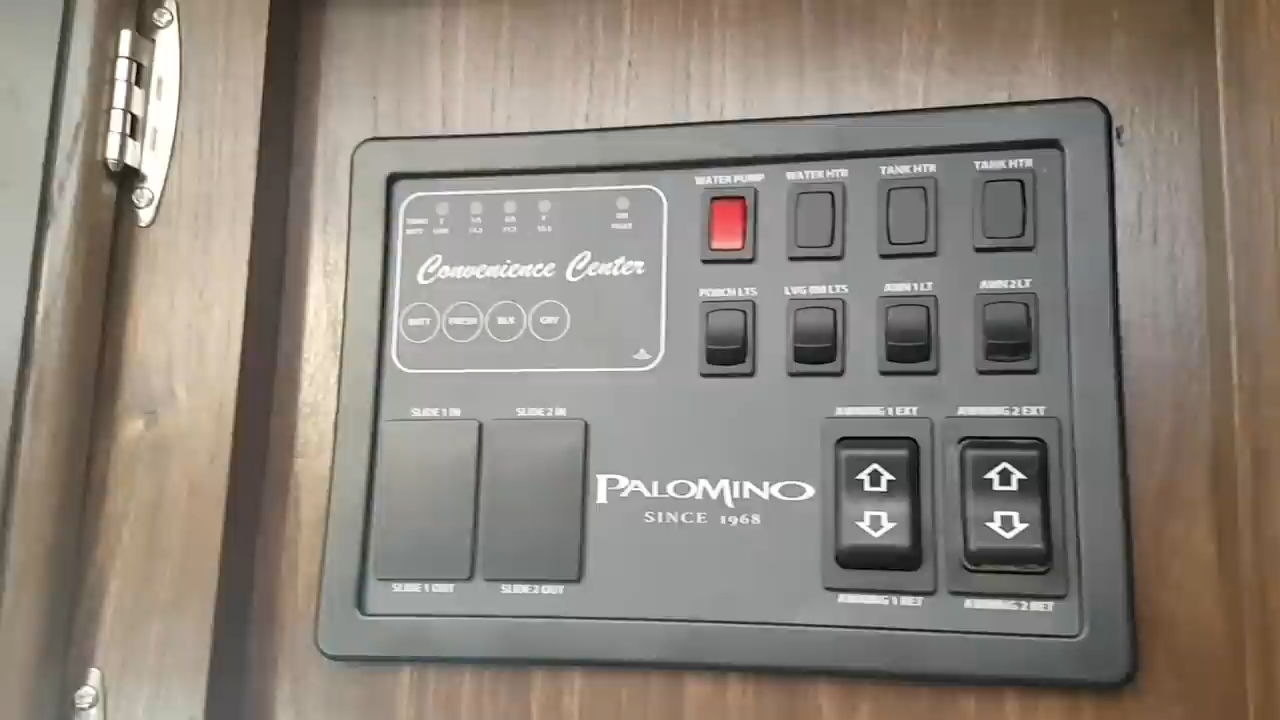 WATER PUMP WATER HTR TANK HTR TANK HTR
Convenience Center
BATT FRESH BLK GRY
PORCH LTS LVG RM LTS AWN 1 LT AWN 2 LT
SLIDE 1 IN SLIDE 2 IN
AWNING 1 EXT AWNING 2 EXT
PALOMINO
SINCE 1968
SLIDE 1 OUT SLIDE 2 OUT
AWNING 1 RET AWNING 2 RET